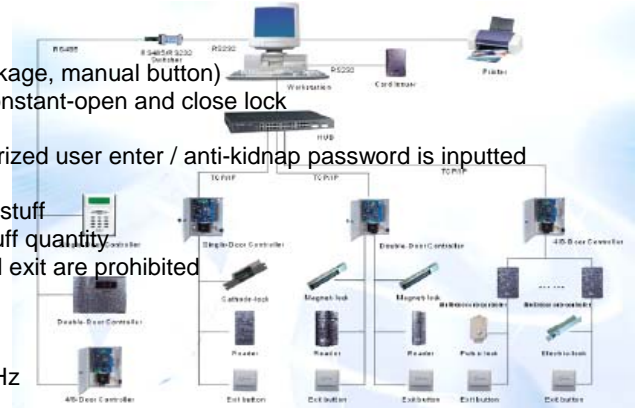 RS485
RS485/RS232
Switcher
RS232
RS232
Workstation
Card Issuer
Printer
kage, manual button)
onstant-open and close lock
HUB
rized user enter / anti-kidnap password is inputted
TCP/IP
TCP/IP
TCP/IP
stuff
Controller
Single-Door Controller
Double-Door Controller
4/8-Door Controller
uff quantity
l exit are prohibited
Cathode-lock
Magnet-lock
Magnet-lock
Double-Door Controller
Reader
Reader
Reader
Public lock
Electric-lock
Hz
4/8-Door Controller
Exit button
Exit button
Exit button
Exit button
Exit button